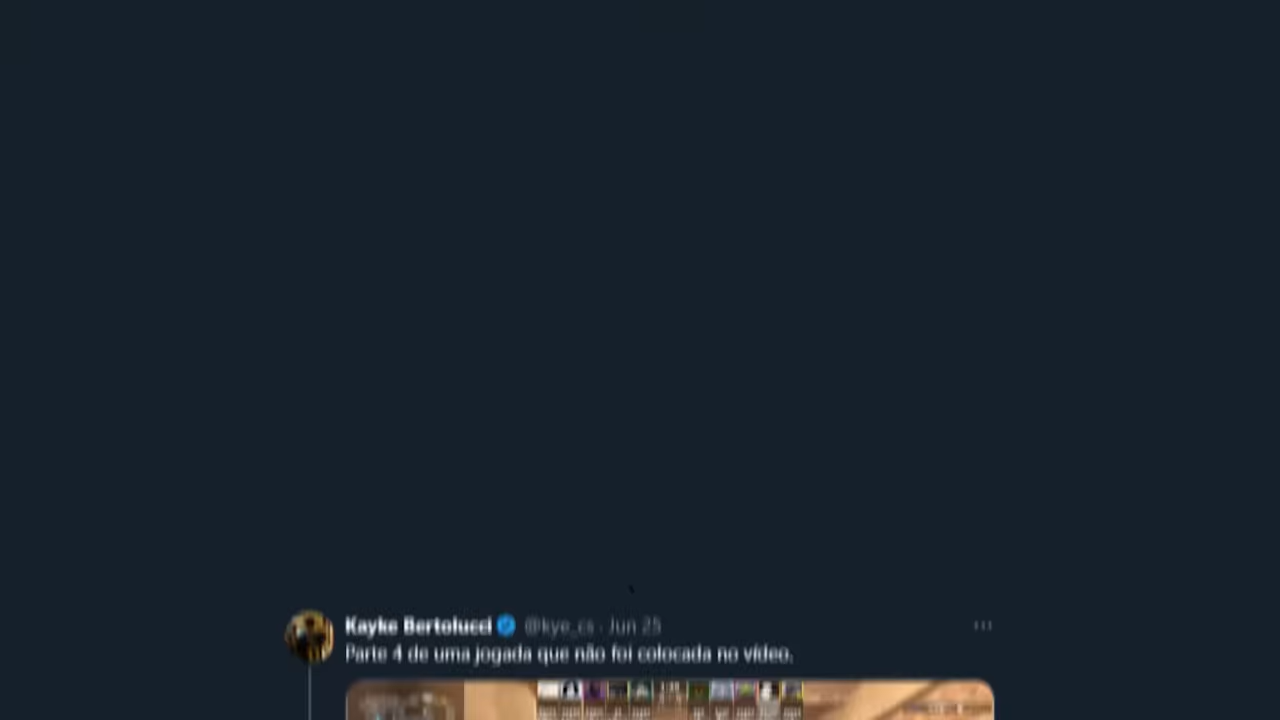 Kayke Bertolucci @kye_cs · Jun 25
Parte 4 de uma jogada que não foi colocada no vídeo.